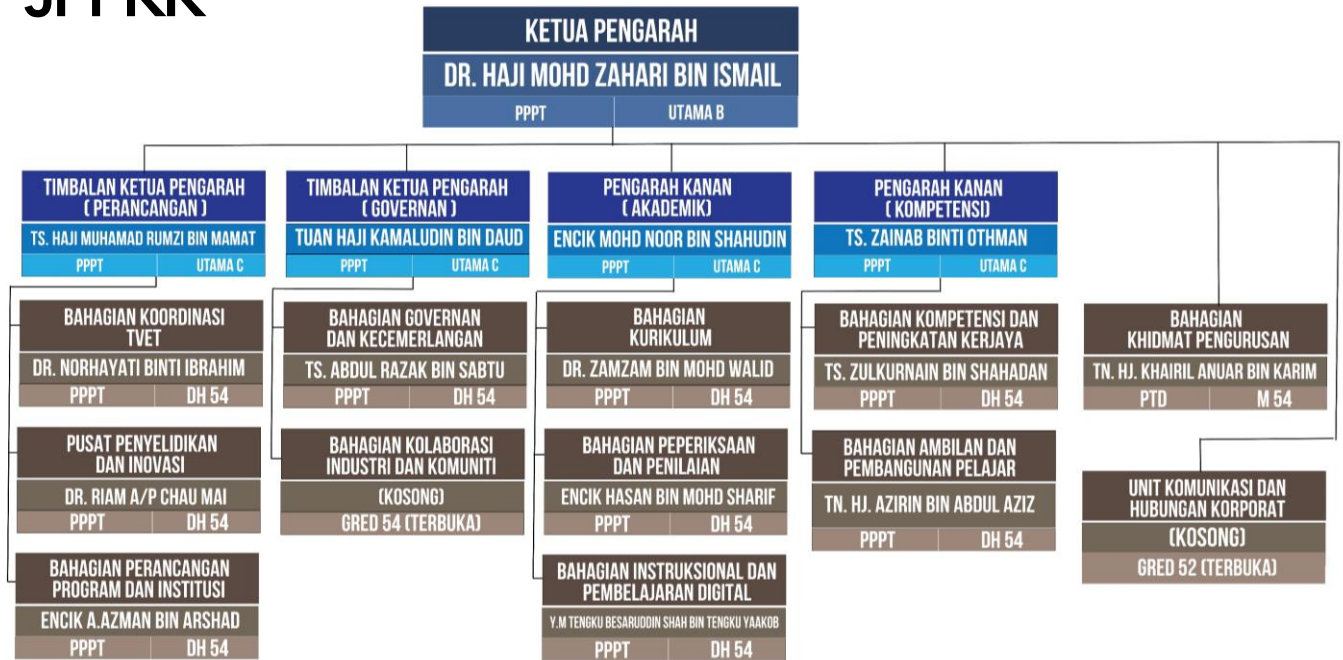 KETUA PENGARAH
DR. HAJI MOHD ZAHARI BIN ISMAIL
PPPT UTAMA B
TIMBALAN KETUA PENGARAH
( PERANCANGAN )
TS. HAJI MUHAMAD RUMZI BIN MAMAT
PPPT UTAMA C
BAHAGIAN KOORDINASI
TVET
DR. NORHAYATI BINTI IBRAHIM
PPPT DH 54
PUSAT PENYELIDIKAN
DAN INOVASI
DR. RIAM A/P CHAU MAI
PPPT DH 54
BAHAGIAN PERANCANGAN
PROGRAM DAN INSTITUSI
ENCIK A.AZMAN BIN ARSHAD
PPPT DH 54
TIMBALAN KETUA PENGARAH
( GOVERNAN )
TUAN HAJI KAMALUDIN BIN DAUD
PPPT UTAMA C
BAHAGIAN GOVERNAN
DAN KECEMERLANGAN
TS. ABDUL RAZAK BIN SABTU
PPPT DH 54
BAHAGIAN KOLABORASI
INDUSTRI DAN KOMUNITI
(KOSONG)
GRED 54 (TERBUKA)
PENGARAH KANAN
( AKADEMIK)
ENCIK MOHD NOOR BIN SHAHUDIN
PPPT UTAMA C
BAHAGIAN
KURIKULUM
DR. ZAMZAM BIN MOHD WALID
PPPT DH 54
BAHAGIAN PEPERIKSAAN
DAN PENILAIAN
ENCIK HASAN BIN MOHD SHARIF
PPPT DH 54
BAHAGIAN INSTRUKSIONAL DAN
PEMBELAJARAN DIGITAL
Y.M TENGKU BESARUDDIN SHAH BIN TENGKU YAAKOB
PPPT DH 54
PENGARAH KANAN
( KOMPETENSI)
TS. ZAINAB BINTI OTHMAN
PPPT UTAMA C
BAHAGIAN KOMPETENSI DAN
PENINGKATAN KERJAYA
TS. ZULKURNAIN BIN SHAHADAN
PPPT DH 54
BAHAGIAN AMBILAN DAN
PEMBANGUNAN PELAJAR
TN. HJ. AZIRIN BIN ABDUL AZIZ
PPPT DH 54
BAHAGIAN
KHIDMAT PENGURUSAN
TN. HJ. KHAIRIL ANUAR BIN KARIM
PTD M 54
UNIT KOMUNIKASI DAN
HUBUNGAN KORPORAT
(KOSONG)
GRED 52 (TERBUKA)